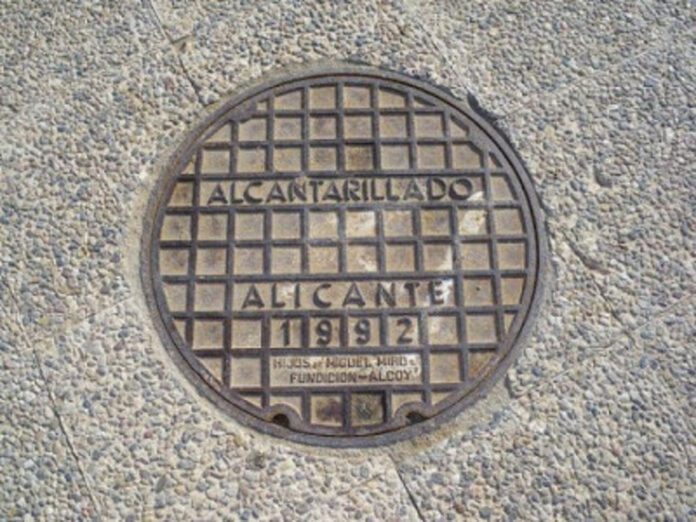 ALCANTARILLADO
ALICANTE
1992
HIJOS DE MIGUEL MIRO
FUNDICION-ALCOY